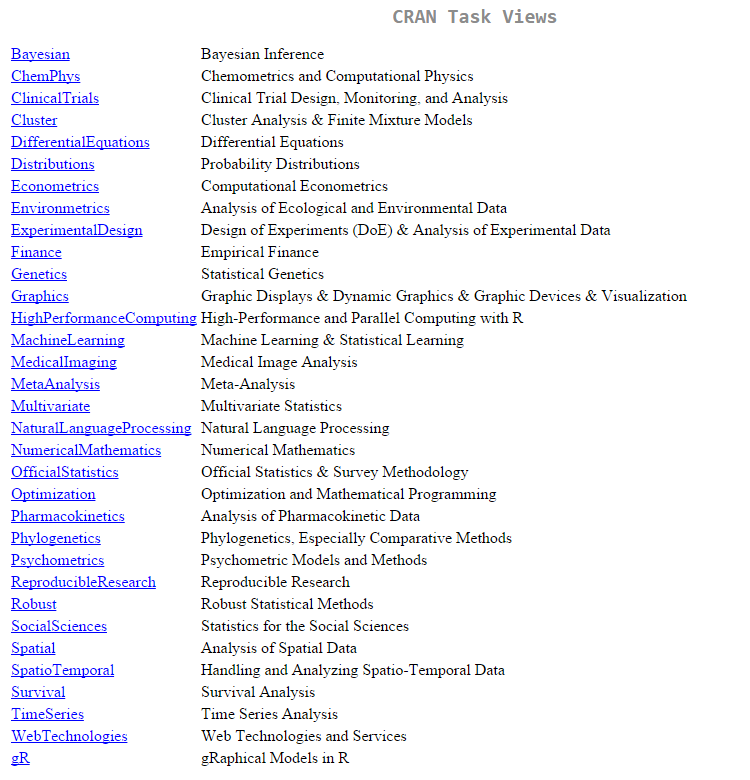 CRAN Task Views
Bayesian Bayesian Inference
ChemPhys Chemometrics and Computational Physics
ClinicalTrials Clinical Trial Design, Monitoring, and Analysis
Cluster Cluster Analysis & Finite Mixture Models
DifferentialEquations Differential Equations
Distributions Probability Distributions
Econometrics Computational Econometrics
Environmetrics Analysis of Ecological and Environmental Data
ExperimentalDesign Design of Experiments (DoE) & Analysis of Experimental Data
Finance Empirical Finance
Genetics Statistical Genetics
Graphics Graphic Displays & Dynamic Graphics & Graphic Devices & Visualization
HighPerformanceComputing High-Performance and Parallel Computing with R
MachineLearning Machine Learning & Statistical Learning
MedicalImaging Medical Image Analysis
MetaAnalysis Meta-Analysis
Multivariate Multivariate Statistics
NaturalLanguageProcessing Natural Language Processing
NumericalMathematics Numerical Mathematics
OfficialStatistics Official Statistics & Survey Methodology
Optimization Optimization and Mathematical Programming
Pharmacokinetics Analysis of Pharmacokinetic Data
Phylogenetics Phylogenetics, Especially Comparative Methods
Psychometrics Psychometric Models and Methods
ReproducibleResearch Reproducible Research
Robust Robust Statistical Methods
SocialSciences Statistics for the Social Sciences
Spatial Analysis of Spatial Data
SpatioTemporal Handling and Analyzing Spatio-Temporal Data
Survival Survival Analysis
TimeSeries Time Series Analysis
WebTechnologies Web Technologies and Services
gR gRaphical Models in R